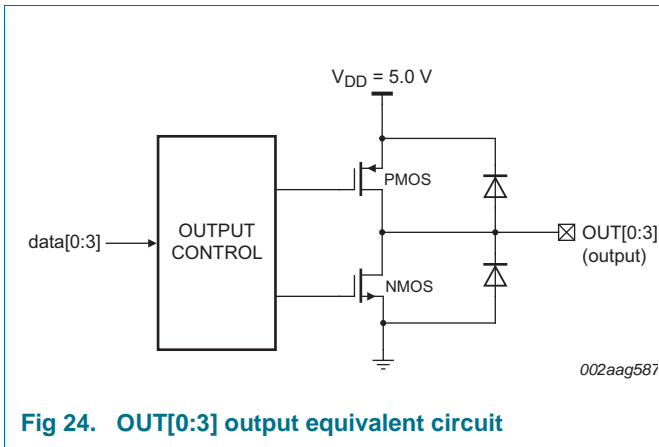 VDD = 5.0 V
PMOS
data[0:3]
OUTPUT
CONTROL
OUT[0:3]
(output)
NMOS
002aag587
Fig 24. OUT[0:3] output equivalent circuit